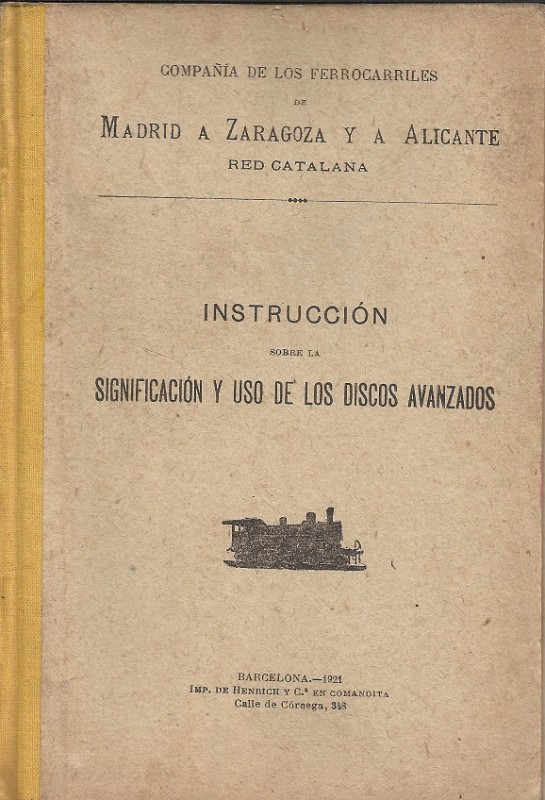 COMPAÑÍA DE LOS FERROCARRILES
DE
MADRID A ZARAGOZA Y A ALICANTE
RED CATALANA
INSTRUCCIÓN
SOBRE LA
SIGNIFICACIÓN Y USO DE LOS DISCOS AVANZADOS
BARCELONA.—1921
IMP. DE HENRICH Y C.ª EN COMANDITA
Calle de Córcega, 348